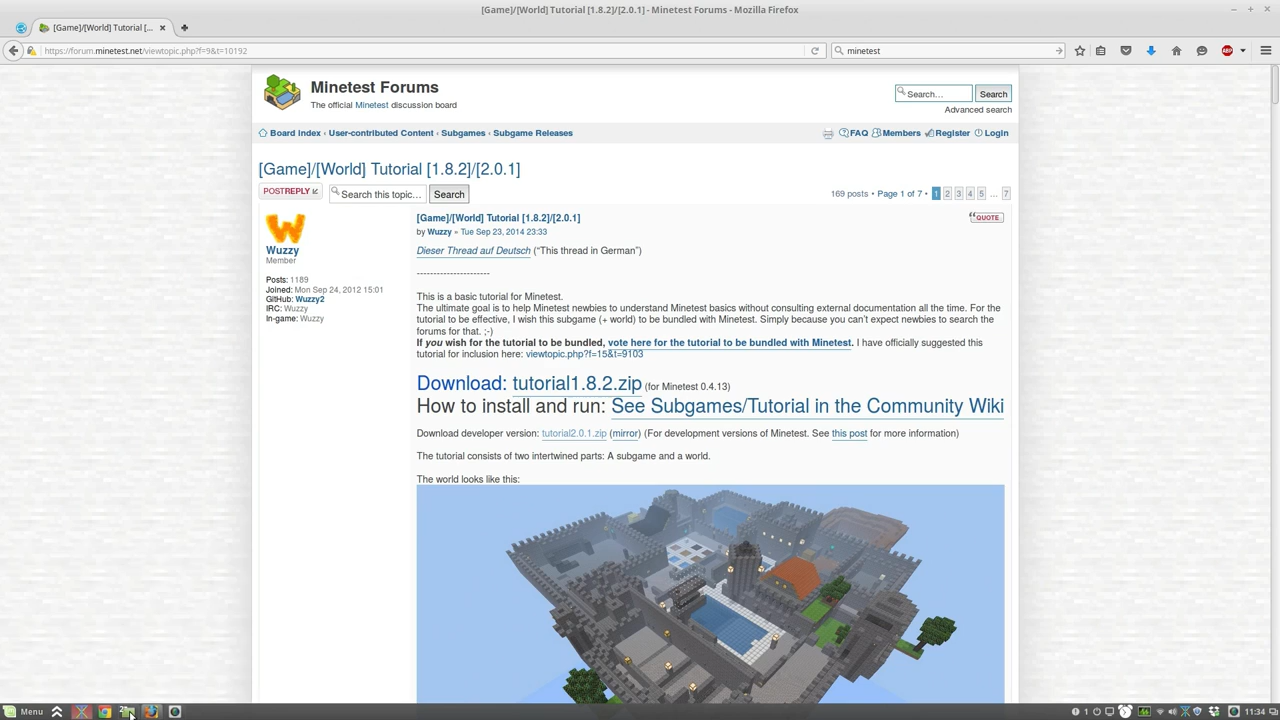 [Game]/[World] Tutorial [1.8.2]/[2.0.1] - Minetest Forums - Mozilla Firefox
[Game]/[World] Tutorial [...
https://forum.minetest.net/viewtopic.php?f=9&t=10192
minetest
ABP
Minetest Forums
The official Minetest discussion board
Search…
Search
Advanced search
Board index ‹ User-contributed Content ‹ Subgames ‹ Subgame Releases
FAQ Members Register Login
[Game]/[World] Tutorial [1.8.2]/[2.0.1]
POSTREPLY
Search this topic…
Search
169 posts • Page 1 of 7 • 1 2 3 4 5 ... 7
Wuzzy
Member
Posts: 1189
Joined: Mon Sep 24, 2012 15:01
GitHub: Wuzzy2
IRC: Wuzzy
In-game: Wuzzy
[Game]/[World] Tutorial [1.8.2]/[2.0.1]
QUOTE
by Wuzzy » Tue Sep 23, 2014 23:33
Dieser Thread auf Deutsch (“This thread in German”)
----------------------
This is a basic tutorial for Minetest.
The ultimate goal is to help Minetest newbies to understand Minetest basics without consulting external documentation all the time. For the
tutorial to be effective, I wish this subgame (+ world) to be bundled with Minetest. Simply because you can’t expect newbies to search the
forums for that. ;-)
If you wish for the tutorial to be bundled, vote here for the tutorial to be bundled with Minetest. I have officially suggested this
tutorial for inclusion here: viewtopic.php?f=15&t=9103
Download: tutorial1.8.2.zip (for Minetest 0.4.13)
How to install and run: See Subgames/Tutorial in the Community Wiki
Download developer version: tutorial2.0.1.zip (mirror) (For development versions of Minetest. See this post for more information)
The tutorial consists of two intertwined parts: A subgame and a world.
The world looks like this:
Menu
1
11:34